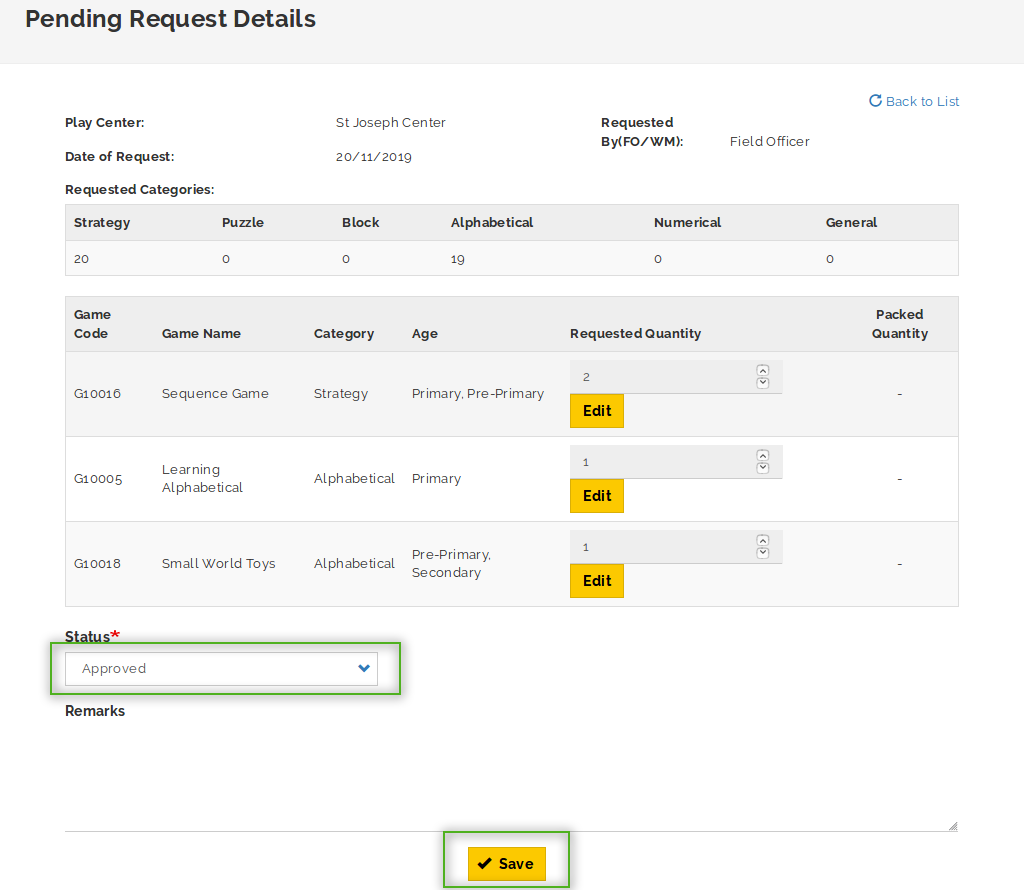 Pending Request Details
Back to List
Play Center: St Joseph Center Requested By(FO/WM): Field Officer
Date of Request: 20/11/2019
Requested Categories:
Strategy Puzzle Block Alphabetical Numerical General
20 0 0 19 0 0
Game Code Game Name Category Age Requested Quantity Packed Quantity
G10016 Sequence Game Strategy Primary, Pre-Primary 2 -
Edit
G10005 Learning Alphabetical Alphabetical Primary 1 -
Edit
G10018 Small World Toys Alphabetical Pre-Primary, Secondary 1 -
Edit
Status*
Approved
Remarks
Save